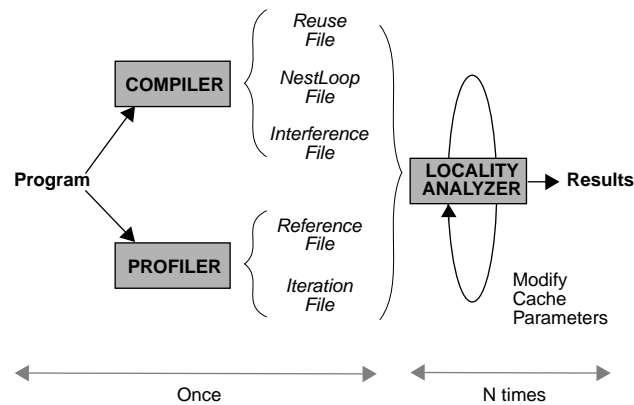 Reuse
File
COMPILER
NestLoop
File
Interference
File
Program
LOCALITY
ANALYZER
Results
Reference
File
PROFILER
Iteration
File
Modify
Cache
Parameters
Once
N times